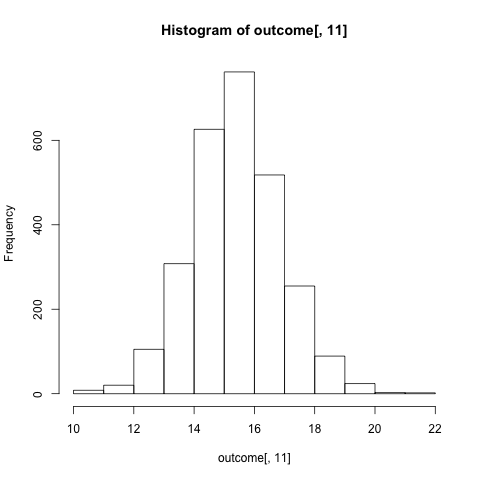 Histogram of outcome[, 11]
Frequency
600
400
200
0
10 12 14 16 18 20 22
outcome[, 11]